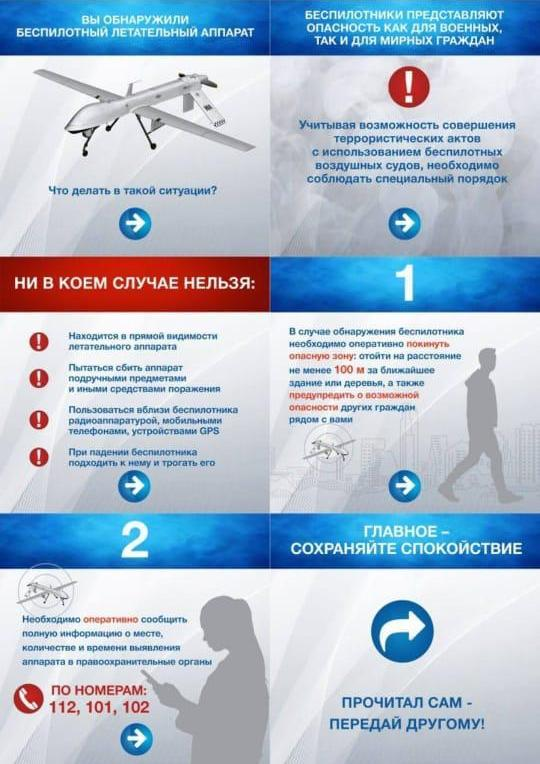 ВЫ ОБНАРУЖИЛИ
БЕСПИЛОТНЫЙ ЛЕТАТЕЛЬНЫЙ АППАРАТ
Что делать в такой ситуации?
БЕСПИЛОТНИКИ ПРЕДСТАВЛЯЮТ
ОПАСНОСТЬ КАК ДЛЯ ВОЕННЫХ,
ТАК И ДЛЯ МИРНЫХ ГРАЖДАН
Учитывая возможность совершения
террористических актов
с использованием беспилотных
воздушных судов, необходимо
соблюдать специальный порядок
НИ В КОЕМ СЛУЧАЕ НЕЛЬЗЯ:
Находится в прямой видимости
летательного аппарата
Пытаться сбить аппарат
подручными предметами
и иными средствами поражения
Пользоваться вблизи беспилотника
радиоаппаратурой, мобильными
телефонами, устройствами GPS
При падении беспилотника
подходить к нему и трогать его
1
В случае обнаружения беспилотника
необходимо оперативно покинуть
опасную зону: отойти на расстояние
не менее 100 м за ближайшее
здание или деревья, а также
предупредить о возможной
опасности других граждан
рядом с вами
2
Необходимо оперативно сообщить
полную информацию о месте,
количестве и времени выявления
аппарата в правоохранительные органы
ПО НОМЕРАМ:
112, 101, 102
ГЛАВНОЕ –
СОХРАНЯЙТЕ СПОКОЙСТВИЕ
ПРОЧИТАЛ САМ -
ПЕРЕДАЙ ДРУГОМУ!